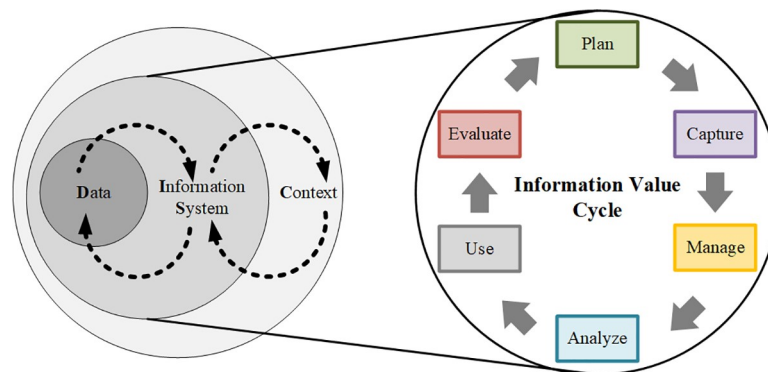 Data
Information
System
Context
Plan
Capture
Manage
Analyze
Use
Evaluate
Information Value
Cycle